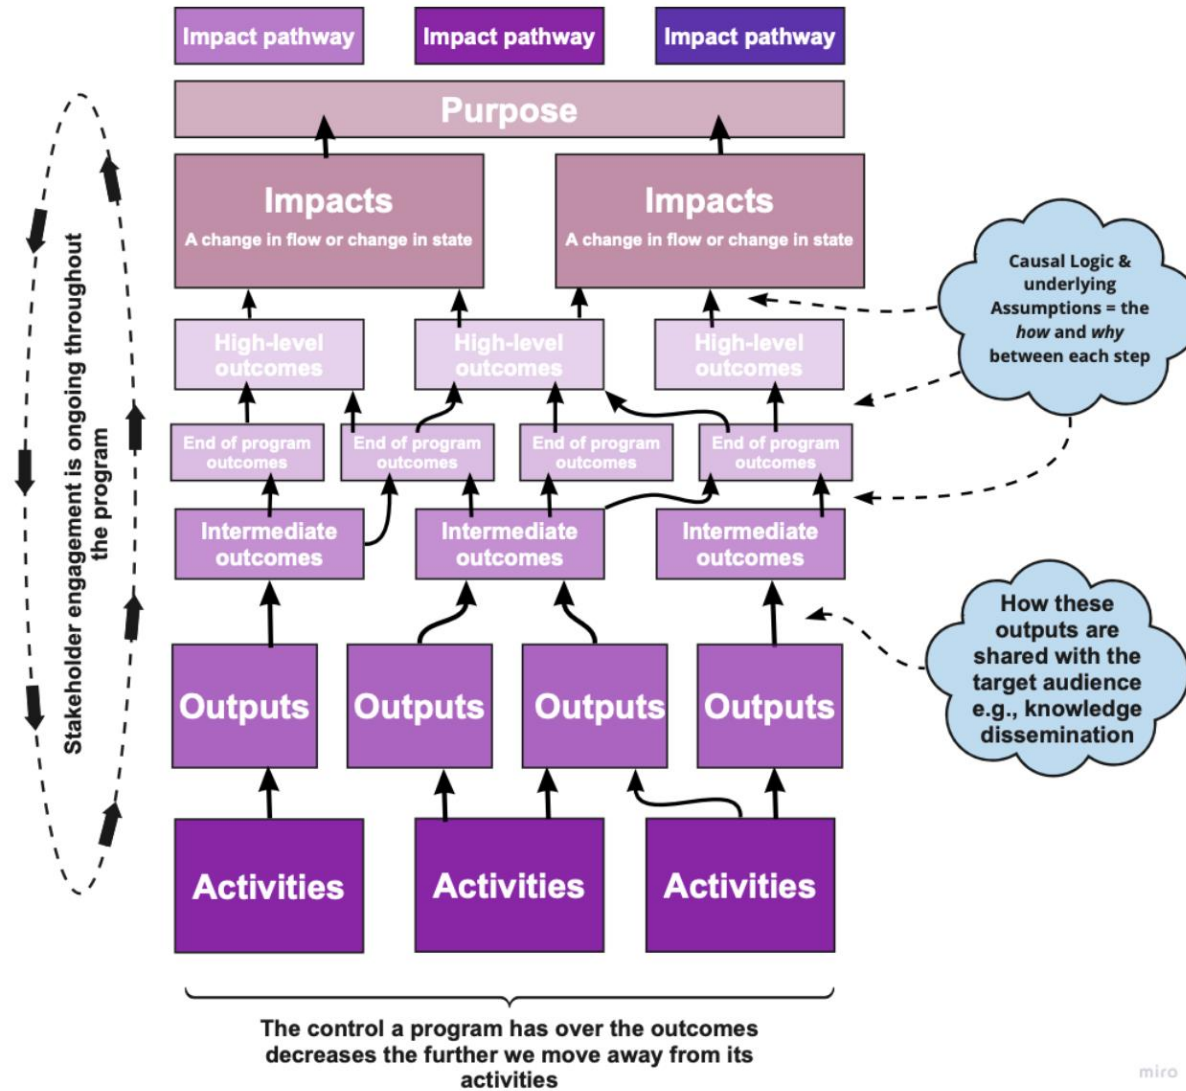 Impact pathway
Impact pathway
Impact pathway
Purpose
Impacts
A change in flow or change in state
Impacts
A change in flow or change in state
High-level
outcomes
High-level
outcomes
High-level
outcomes
End of program
outcomes
End of program
outcomes
End of program
outcomes
End of program
outcomes
Intermediate
outcomes
Intermediate
outcomes
Intermediate
outcomes
Outputs
Outputs
Outputs
Outputs
Activities
Activities
Activities
Stakeholder engagement is ongoing throughout
the program
Causal Logic &
underlying
Assumptions = the
how and why
between each step
How these
outputs are
shared with the
target audience
e.g., knowledge
dissemination
The control a program has over the outcomes
decreases the further we move away from its
activities
miro